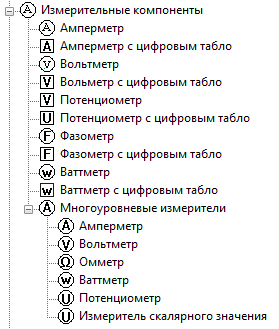 A Измерительные компоненты
A Амперметр
A Амперметр с цифровым табло
V Вольтметр
V Вольметр с цифровым табло
V Потенциометр
U Потенциометр с цифровым табло
F Фазометр
F Фазометр с цифровым табло
w Ваттметр
w Ваттметр с цифровым табло
A Многоуровневые измерители
A Амперметр
V Вольтметр
Ω Омметр
w Ваттметр
U Потенциометр
U Измеритель скалярного значения